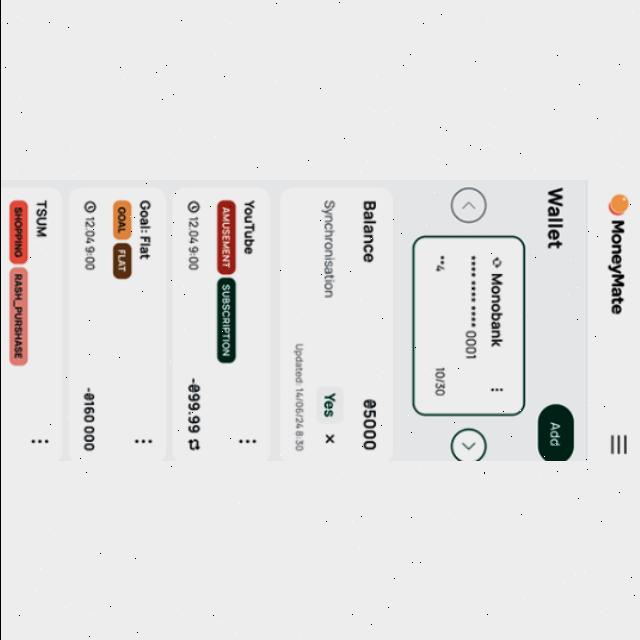 MoneyMate
Wallet
Add
Monobank
**** **** **** 0001
**4 10/30
Balance ₴5000
Synchronisation Yes ×
Updated: 14/06/24 8:30
YouTube
AMUSEMENT SUBSCRIPTION
12.04 9:00 -₴99.99
Goal: Flat
GOAL FLAT
12.04 9:00 -₴160 000
TSUM
SHOPPING RASH_PURSHASE